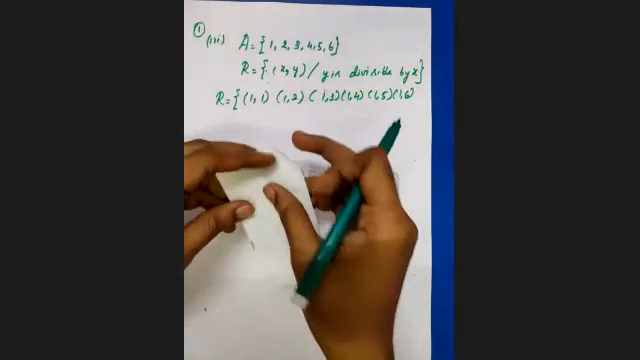 ①
(iii) A = {1, 2, 3, 4, 5, 6}
R = {(x, y) / y is divisible by x}
R = {(1, 1) (1, 2) (1, 3) (1, 4) (1, 5) (1, 6)